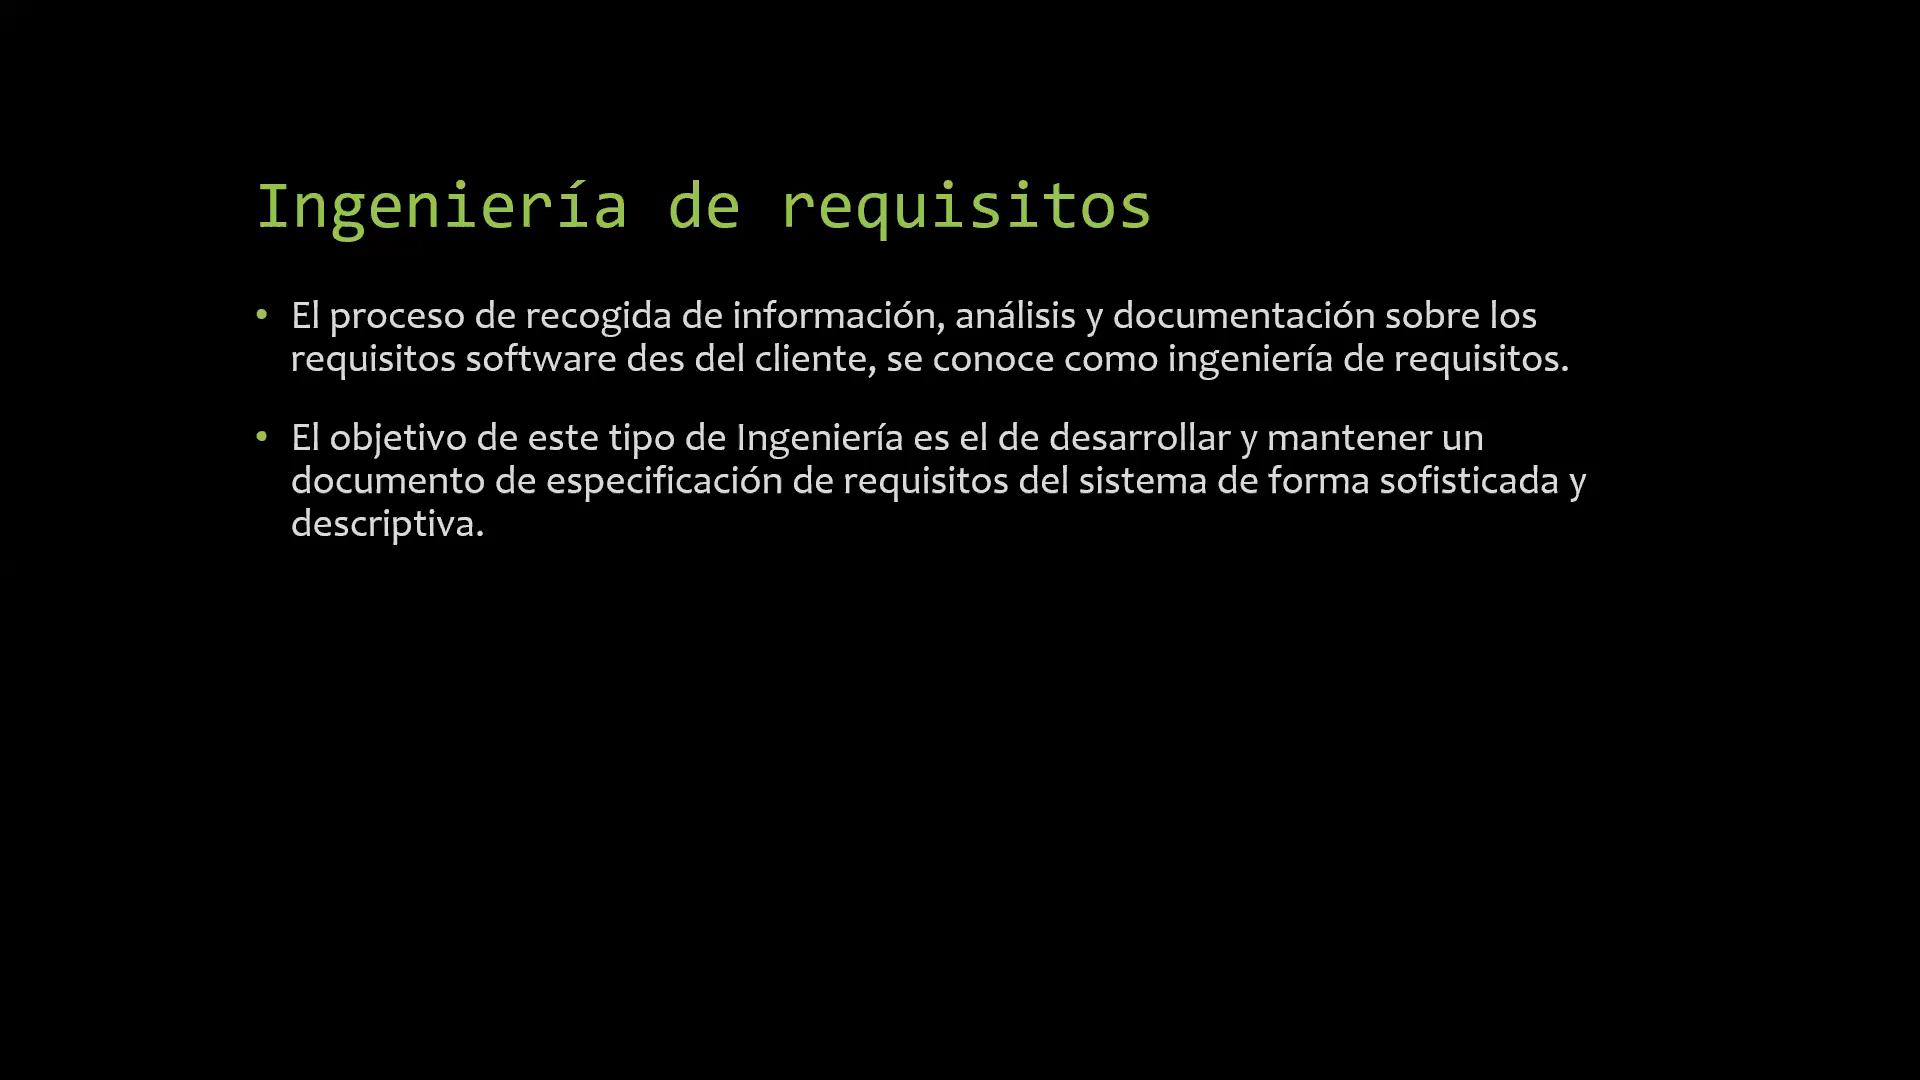 Ingeniería de requisitos
• El proceso de recogida de información, análisis y documentación sobre los
requisitos software des del cliente, se conoce como ingeniería de requisitos.
• El objetivo de este tipo de Ingeniería es el de desarrollar y mantener un
documento de especificación de requisitos del sistema de forma sofisticada y
descriptiva.